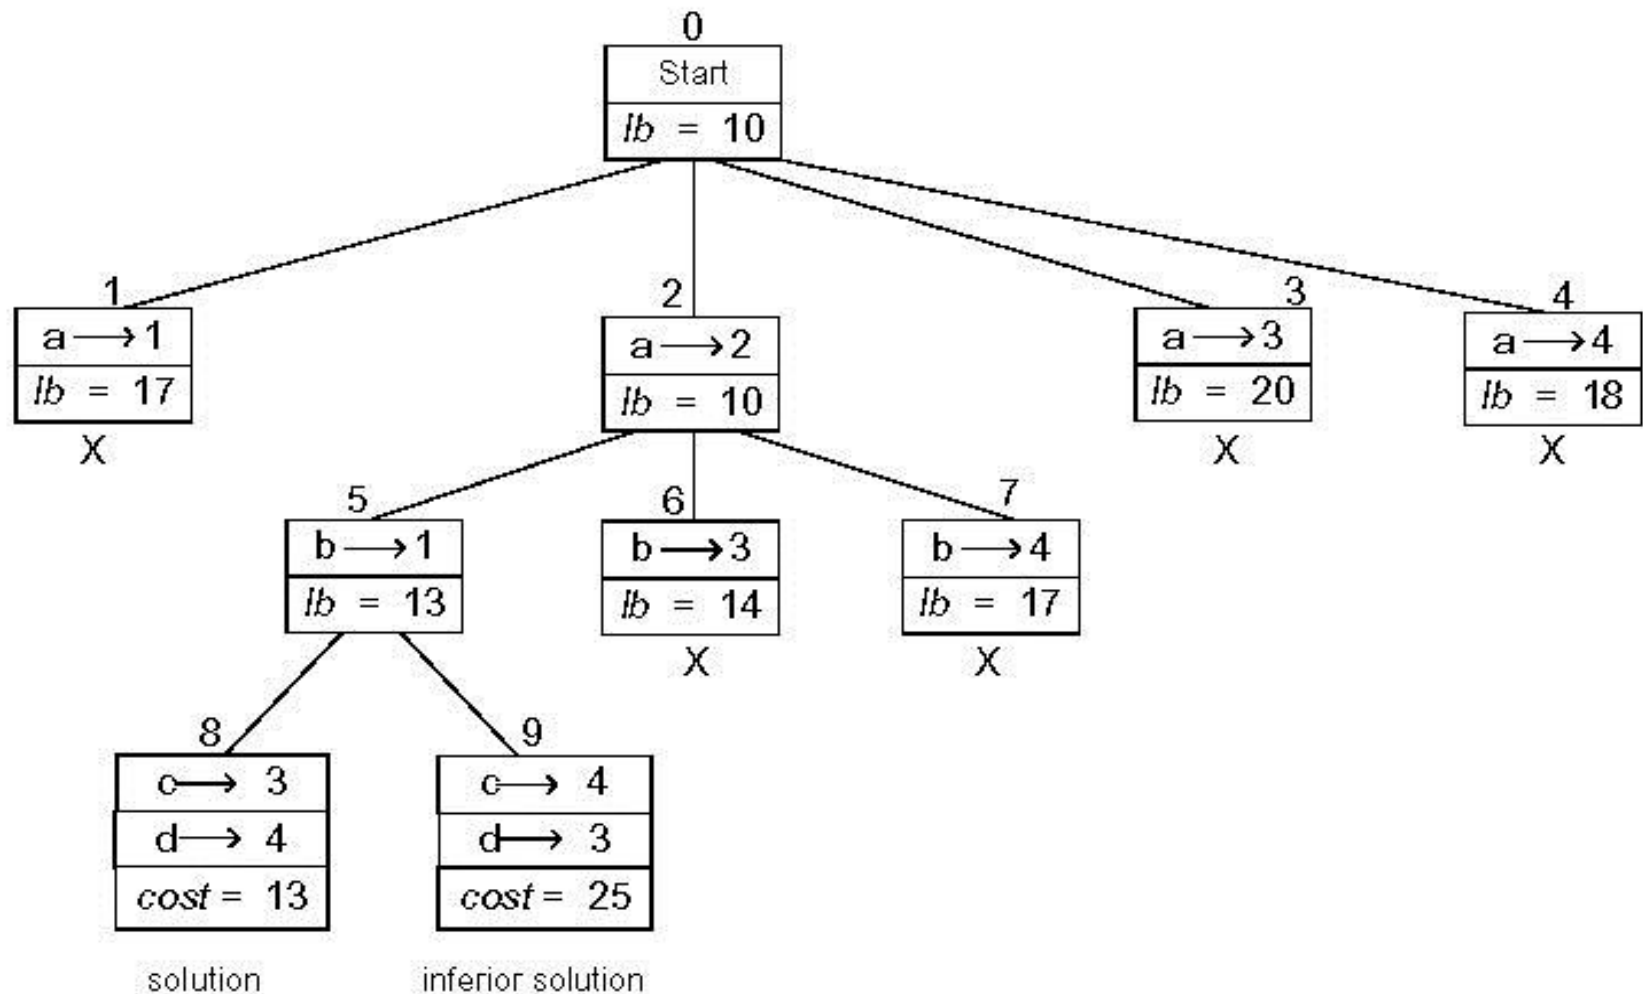 0
Start
lb = 10
1
2
3
4
a→1
a→2
a→3
a→4
lb = 17
lb = 10
lb = 20
lb = 18
X
X
X
5
6
7
b→1
b→3
b→4
lb = 13
lb = 14
lb = 17
X
X
8
9
c→ 3
c→ 4
d→ 4
d→ 3
cost = 13
cost = 25
solution
inferior solution